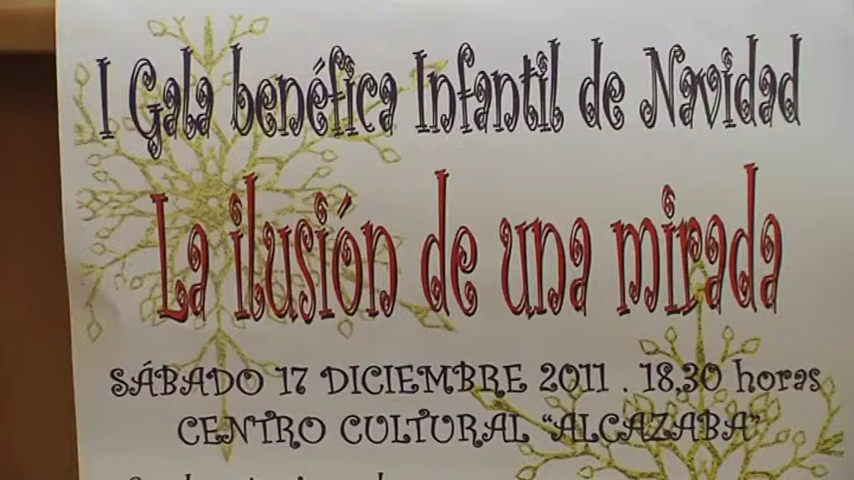 I Gala benéfica Infantil de Navidad
La ilusión de una mirada
SÁBADO 17 DICIEMBRE 2011 . 18.30 horas
CENTRO CULTURAL "ALCAZABA"